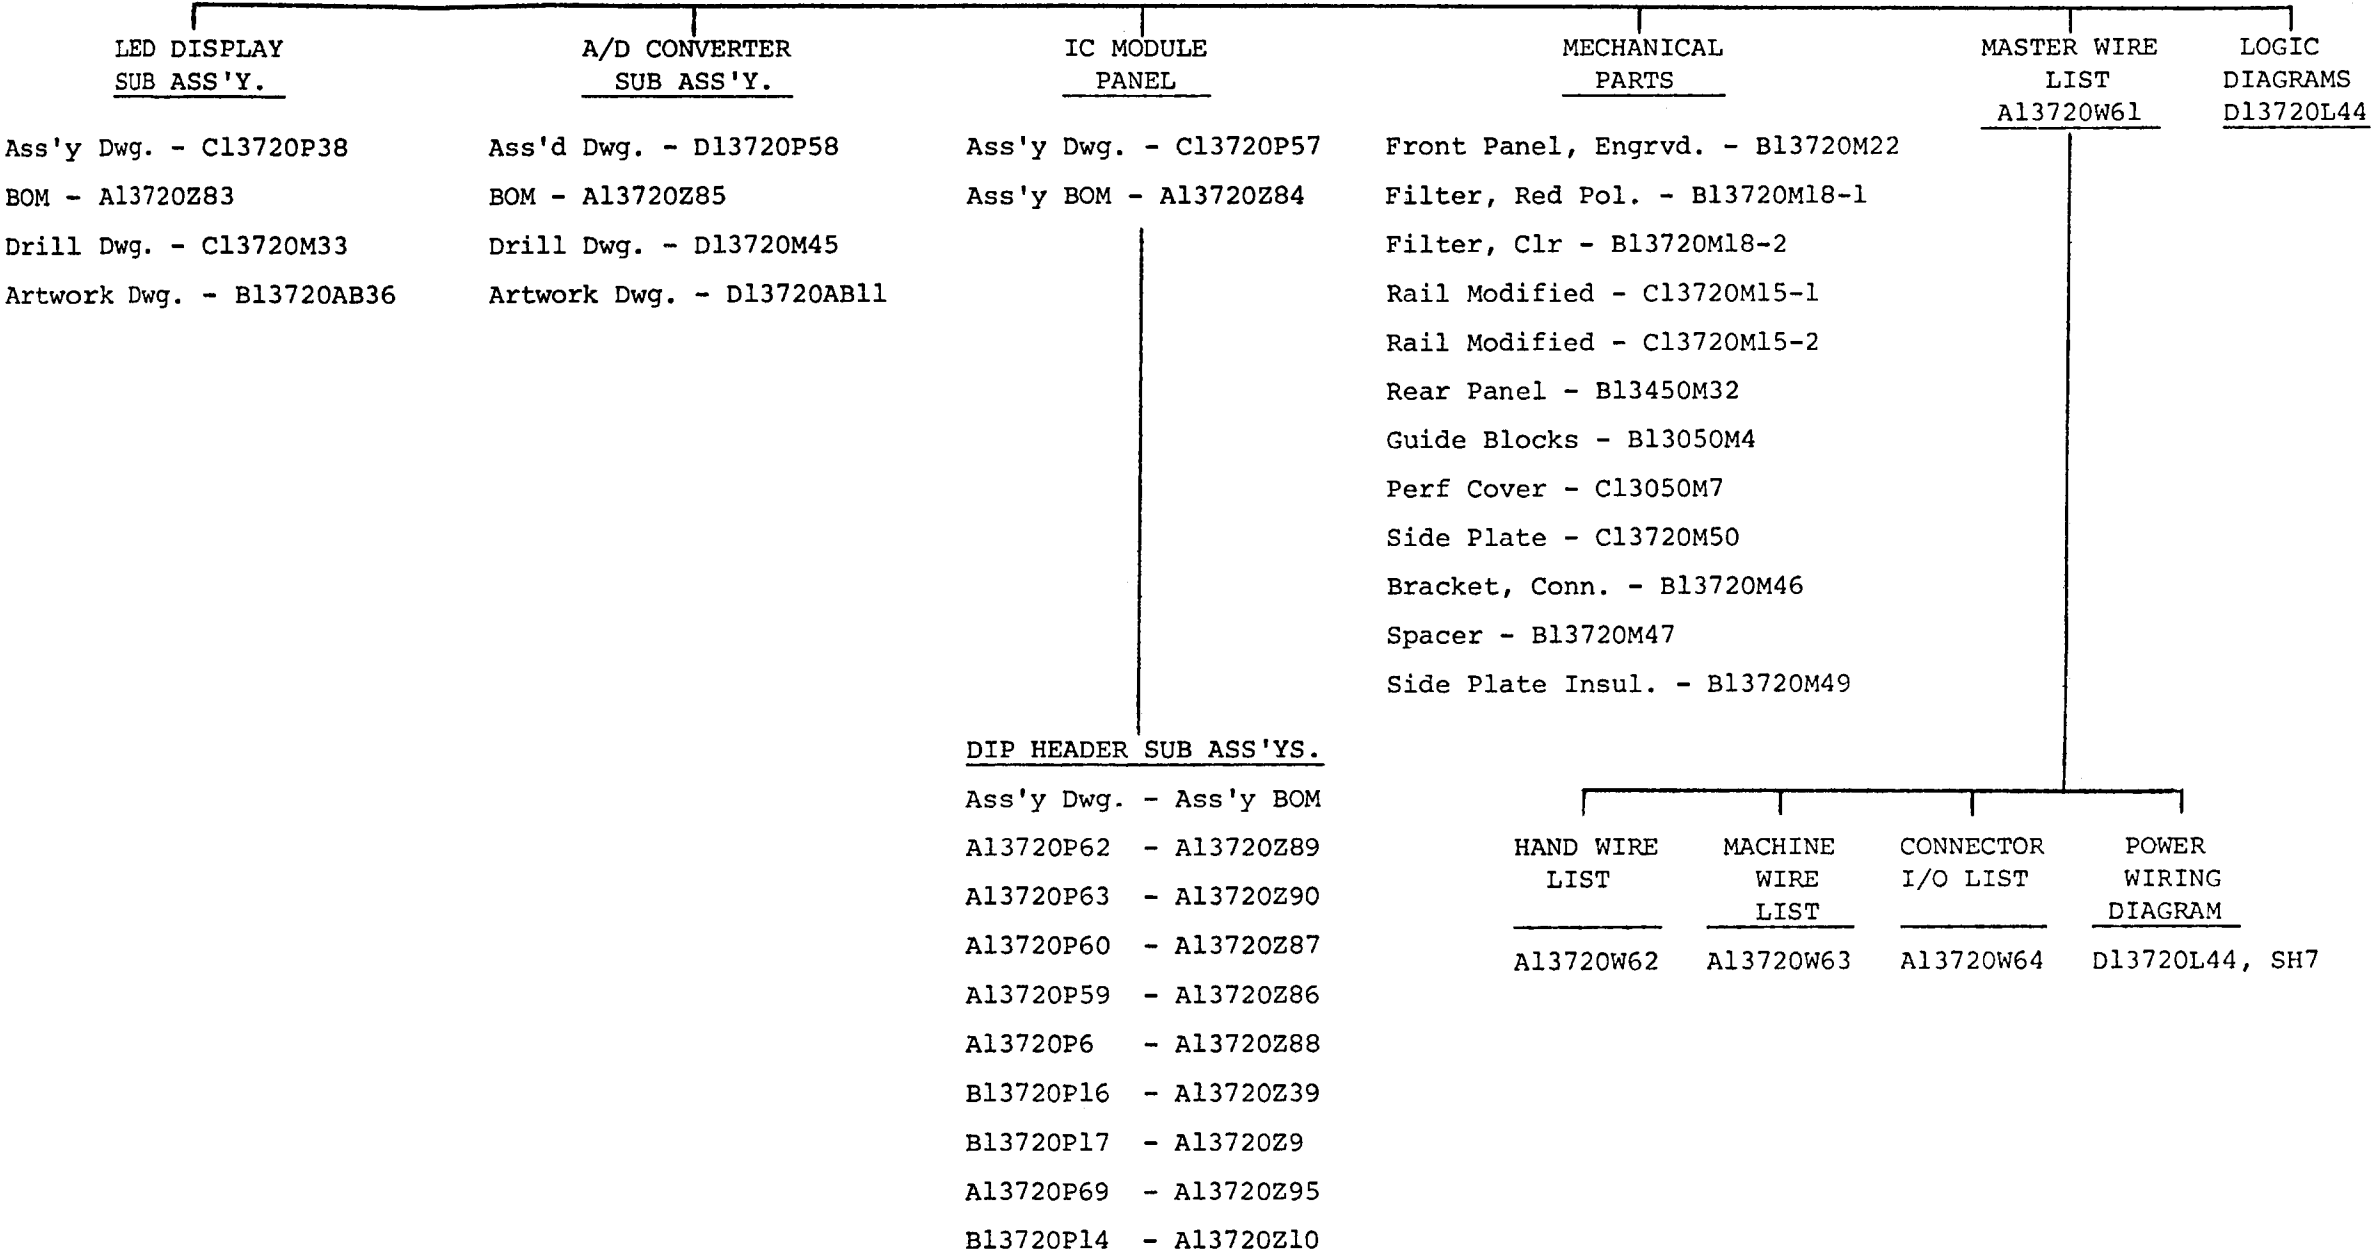 LED DISPLAY
SUB ASS'Y.
Ass'y Dwg. - C13720P38
BOM - A13720Z83
Drill Dwg. - C13720M33
Artwork Dwg. - B13720AB36
A/D CONVERTER
SUB ASS'Y.
Ass'd Dwg. - D13720P58
BOM - A13720Z85
Drill Dwg. - D13720M45
Artwork Dwg. - D13720AB11
IC MODULE
PANEL
Ass'y Dwg. - C13720P57
Ass'y BOM - A13720Z84
DIP HEADER SUB ASS'YS.
Ass'y Dwg. - Ass'y BOM
A13720P62 - A13720Z89
A13720P63 - A13720Z90
A13720P60 - A13720Z87
A13720P59 - A13720Z86
A13720P6 - A13720Z88
B13720P16 - A13720Z39
B13720P17 - A13720Z9
A13720P69 - A13720Z95
B13720P14 - A13720Z10
MECHANICAL
PARTS
Front Panel, Engrvd. - B13720M22
Filter, Red Pol. - B13720M18-1
Filter, Clr - B13720M18-2
Rail Modified - C13720M15-1
Rail Modified - C13720M15-2
Rear Panel - B13450M32
Guide Blocks - B13050M4
Perf Cover - C13050M7
Side Plate - C13720M50
Bracket, Conn. - B13720M46
Spacer - B13720M47
Side Plate Insul. - B13720M49
MASTER WIRE
LIST
A13720W61
HAND WIRE
LIST
A13720W62
MACHINE
WIRE
LIST
A13720W63
CONNECTOR
I/O LIST
A13720W64
POWER
WIRING
DIAGRAM
D13720L44, SH7
LOGIC
DIAGRAMS
D13720L44